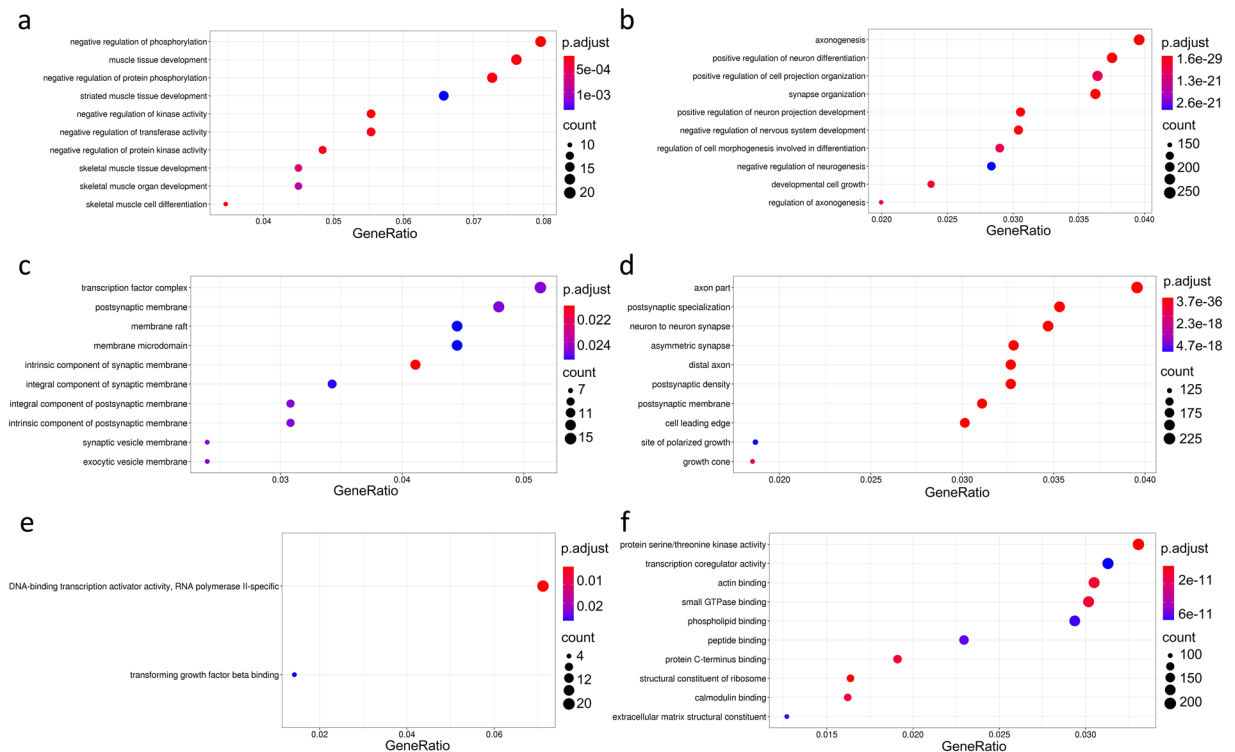 a
negative regulation of phosphorylation
muscle tissue development
negative regulation of protein phosphorylation
striated muscle tissue development
negative regulation of kinase activity
negative regulation of transferase activity
negative regulation of protein kinase activity
skeletal muscle tissue development
skeletal muscle organ development
skeletal muscle cell differentiation
0.04 0.05 0.06 0.07 0.08
GeneRatio
p.adjust
5e-04
1e-03
count
10
15
20
b
axonogenesis
positive regulation of neuron differentiation
positive regulation of cell projection organization
synapse organization
positive regulation of neuron projection development
negative regulation of nervous system development
regulation of cell morphogenesis involved in differentiation
negative regulation of neurogenesis
developmental cell growth
regulation of axonogenesis
0.020 0.025 0.030 0.035 0.040
GeneRatio
p.adjust
1.6e-29
1.3e-21
2.6e-21
count
150
200
250
c
transcription factor complex
postsynaptic membrane
membrane raft
membrane microdomain
intrinsic component of synaptic membrane
integral component of synaptic membrane
integral component of postsynaptic membrane
intrinsic component of postsynaptic membrane
synaptic vesicle membrane
exocytic vesicle membrane
0.03 0.04 0.05
GeneRatio
p.adjust
0.022
0.024
count
7
11
15
d
axon part
postsynaptic specialization
neuron to neuron synapse
asymmetric synapse
distal axon
postsynaptic density
postsynaptic membrane
cell leading edge
site of polarized growth
growth cone
0.020 0.030 0.035 0.040
GeneRatio
p.adjust
3.7e-36
2.3e-18
4.7e-18
count
125
175
225
e
DNA-binding transcription activator activity, RNA polymerase II-specific
transforming growth factor beta binding
0.02 0.04 0.06
GeneRatio
p.adjust
0.01
0.02
count
4
12
20
f
protein serine/threonine kinase activity
transcription coregulator activity
actin binding
small GTPase binding
phospholipid binding
peptide binding
protein C-terminus binding
structural constituent of ribosome
calmodulin binding
extracellular matrix structural constituent
0.015 0.020 0.025 0.030
GeneRatio
p.adjust
2e-11
6e-11
count
100
150
200